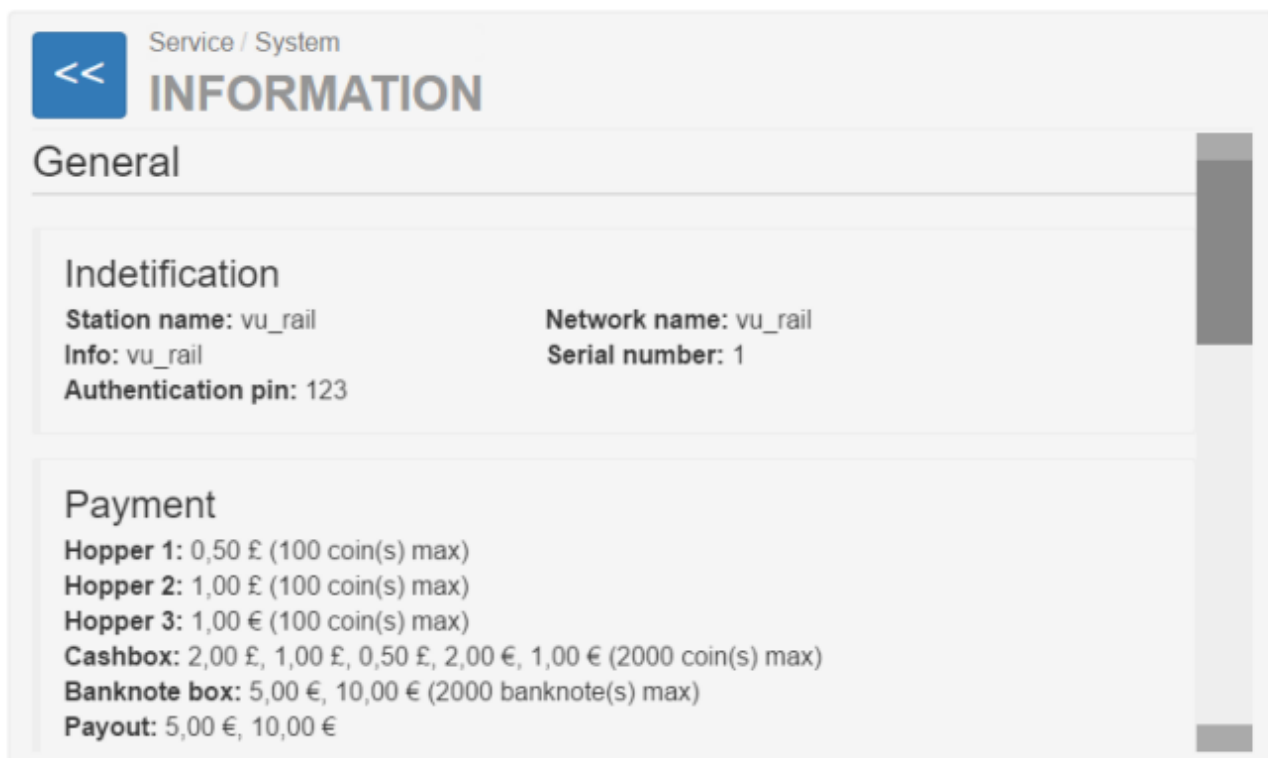 <<
Service / System
INFORMATION
General
Indetification
Station name: vu_rail
Network name: vu_rail
Info: vu_rail
Serial number: 1
Authentication pin: 123
Payment
Hopper 1: 0,50 £ (100 coin(s) max)
Hopper 2: 1,00 £ (100 coin(s) max)
Hopper 3: 1,00 € (100 coin(s) max)
Cashbox: 2,00 £, 1,00 £, 0,50 £, 2,00 €, 1,00 € (2000 coin(s) max)
Banknote box: 5,00 €, 10,00 € (2000 banknote(s) max)
Payout: 5,00 €, 10,00 €